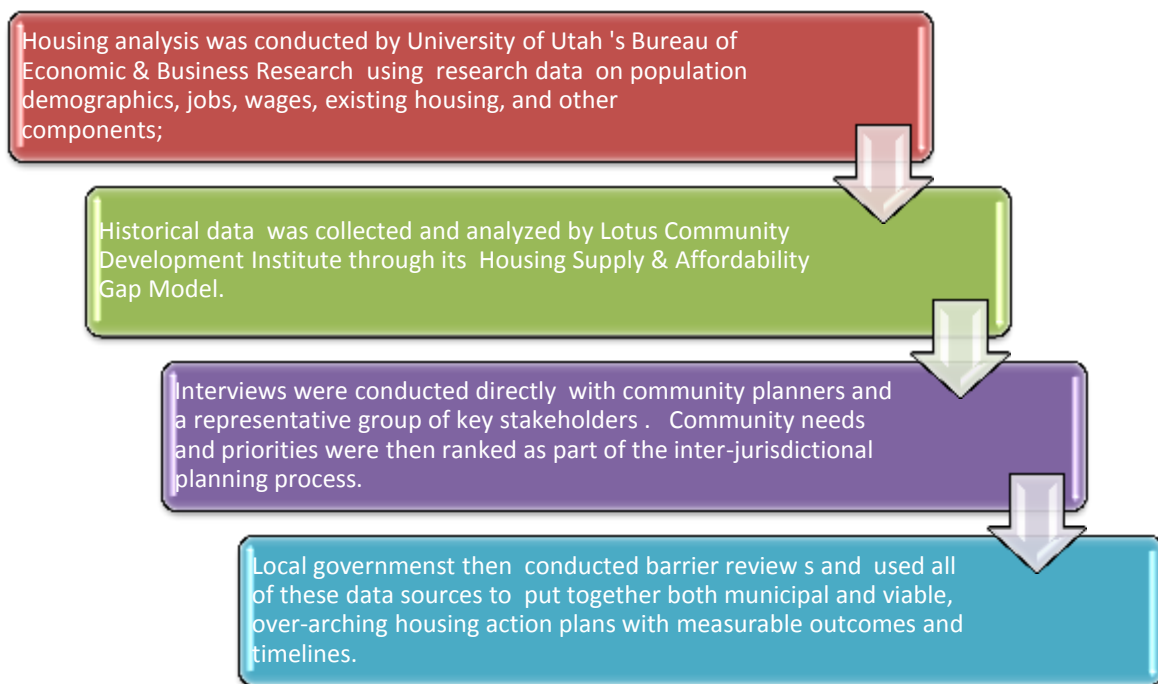 Housing analysis was conducted by University of Utah 's Bureau of
Economic & Business Research using research data on population
demographics, jobs, wages, existing housing, and other
components;
Historical data was collected and analyzed by Lotus Community
Development Institute through its Housing Supply & Affordability
Gap Model.
Interviews were conducted directly with community planners and
a representative group of key stakeholders . Community needs
and priorities were then ranked as part of the inter-jurisdictional
planning process.
Local governmenst then conducted barrier review s and used all
of these data sources to put together both municipal and viable,
over-arching housing action plans with measurable outcomes and
timelines.